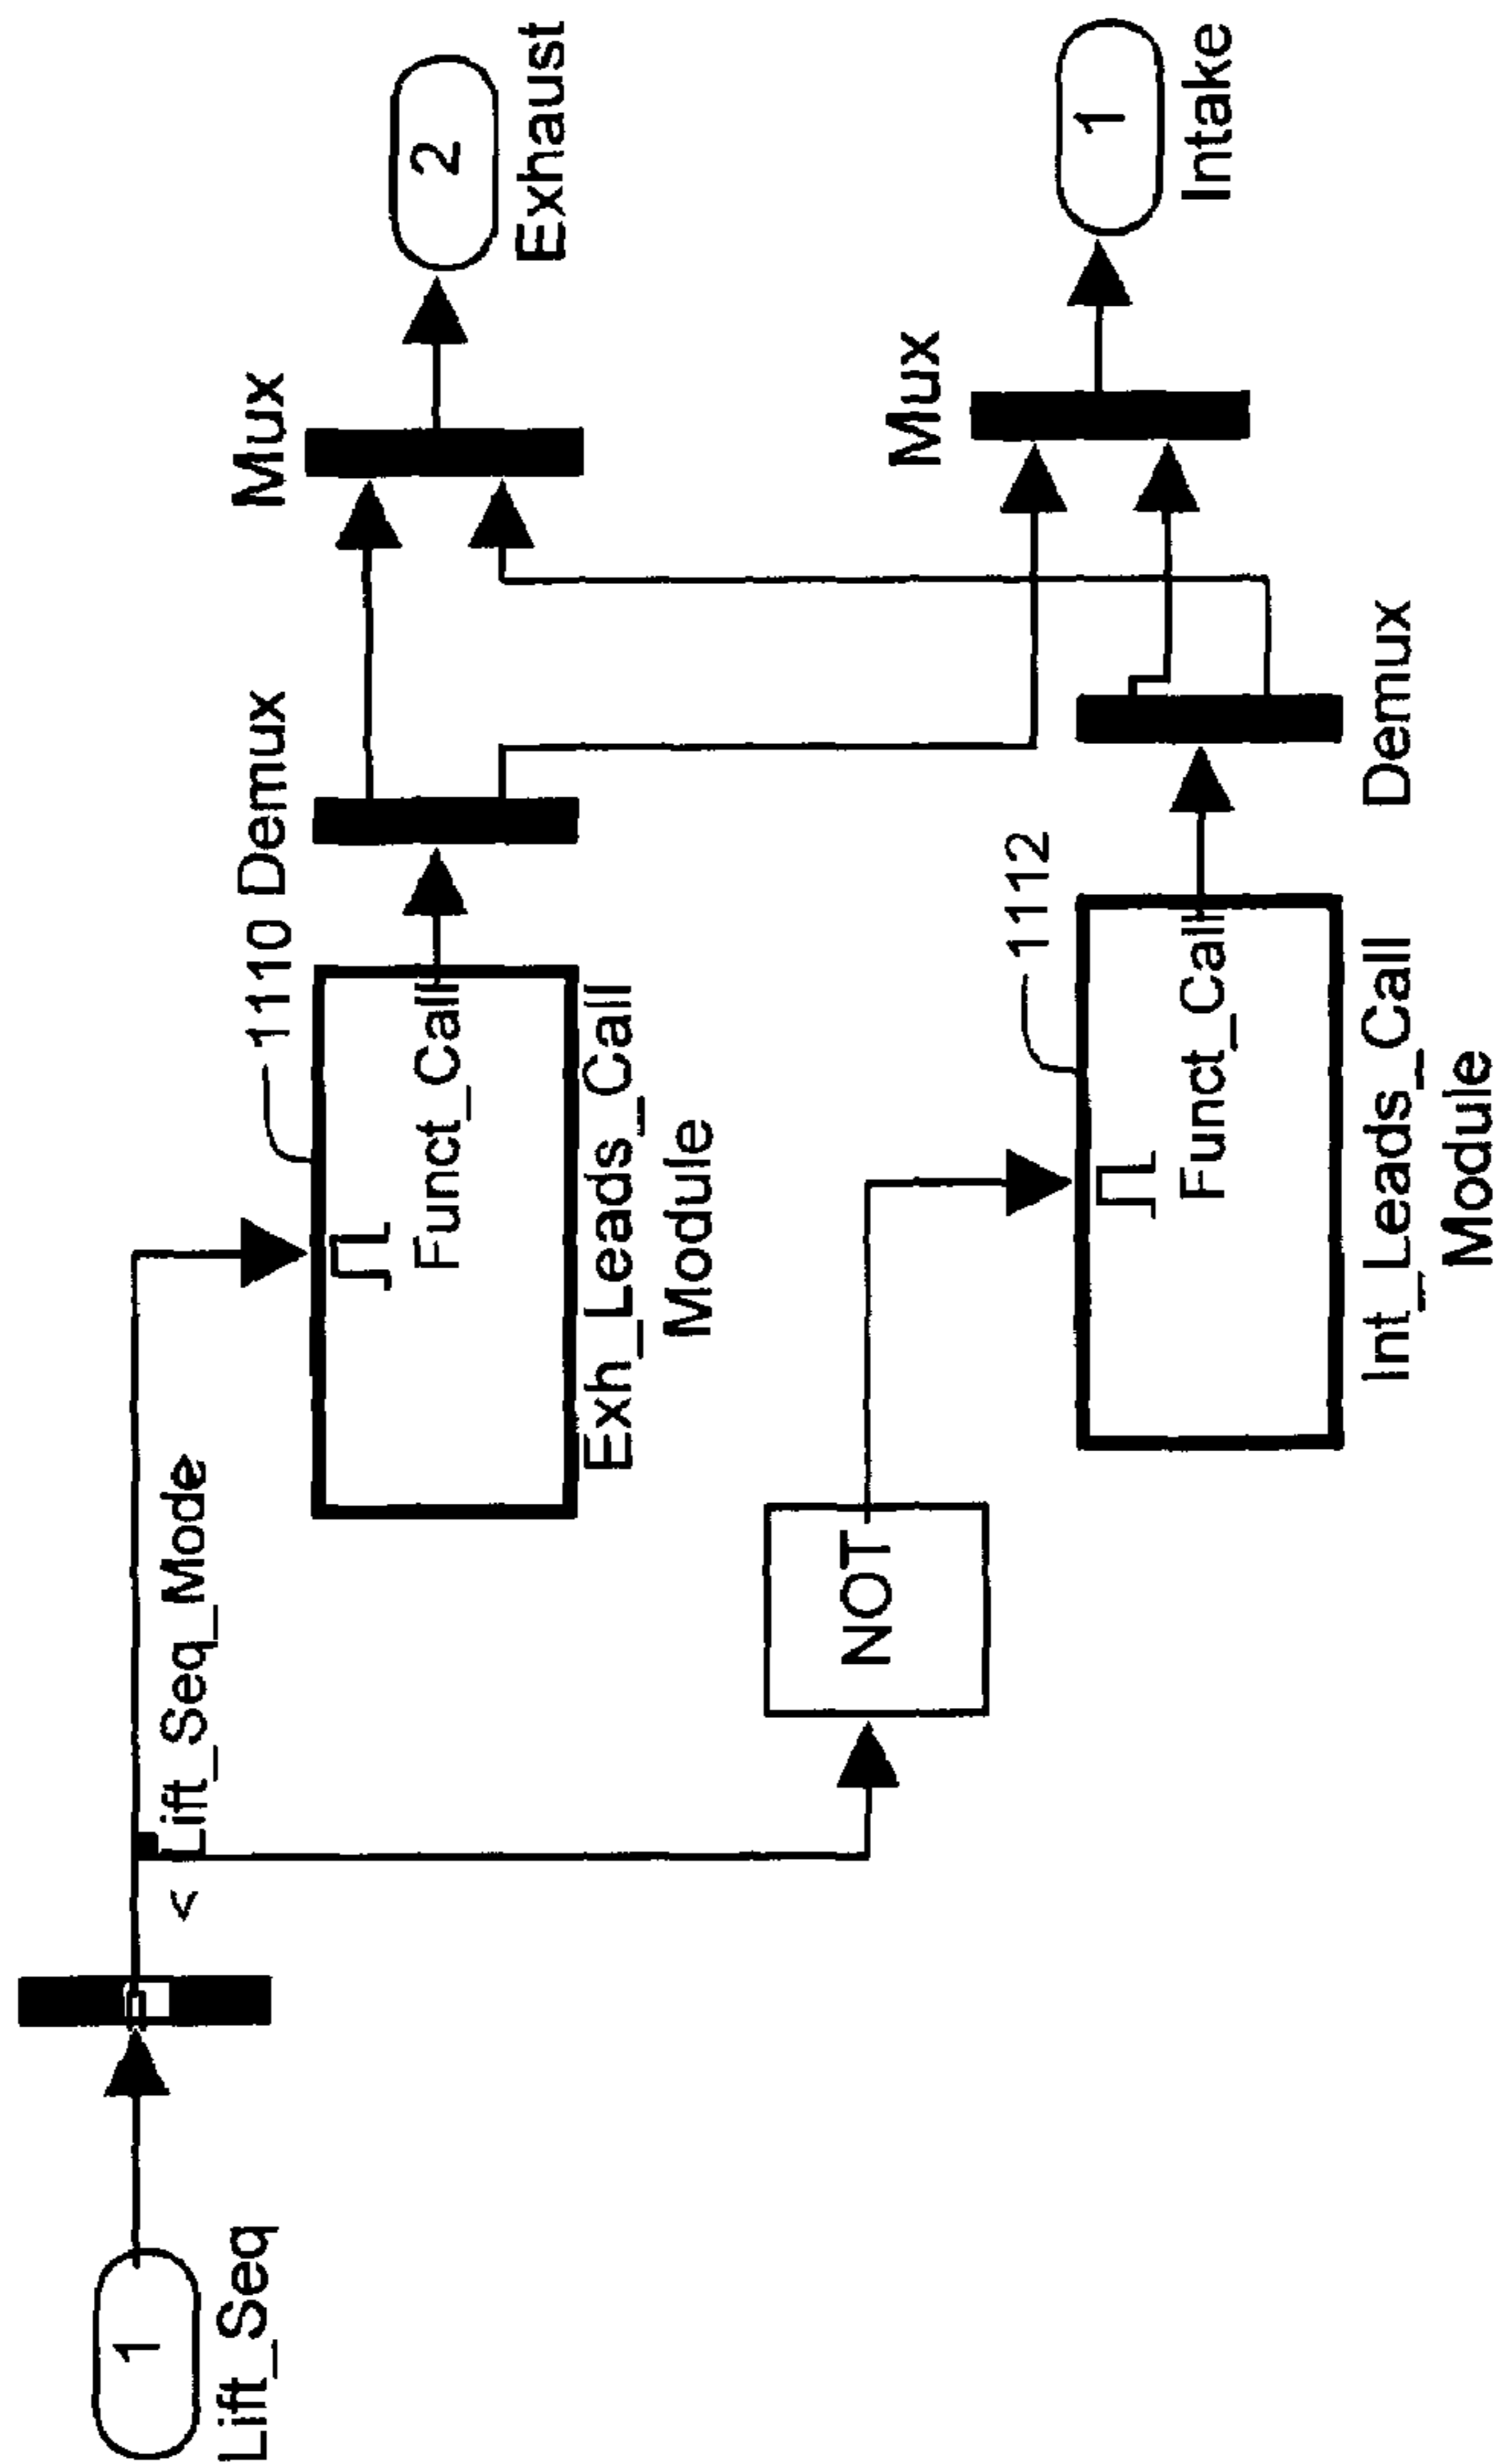 1
Lift_Seq
< Lift_Seq_Mode
1110
Funct_Call
Exh_Leads_Call
Module
Demux
Mux
2
Exhaust
NOT
1112
Funct_Call
Int_Leads_Call
Module
Demux
Mux
1
Intake